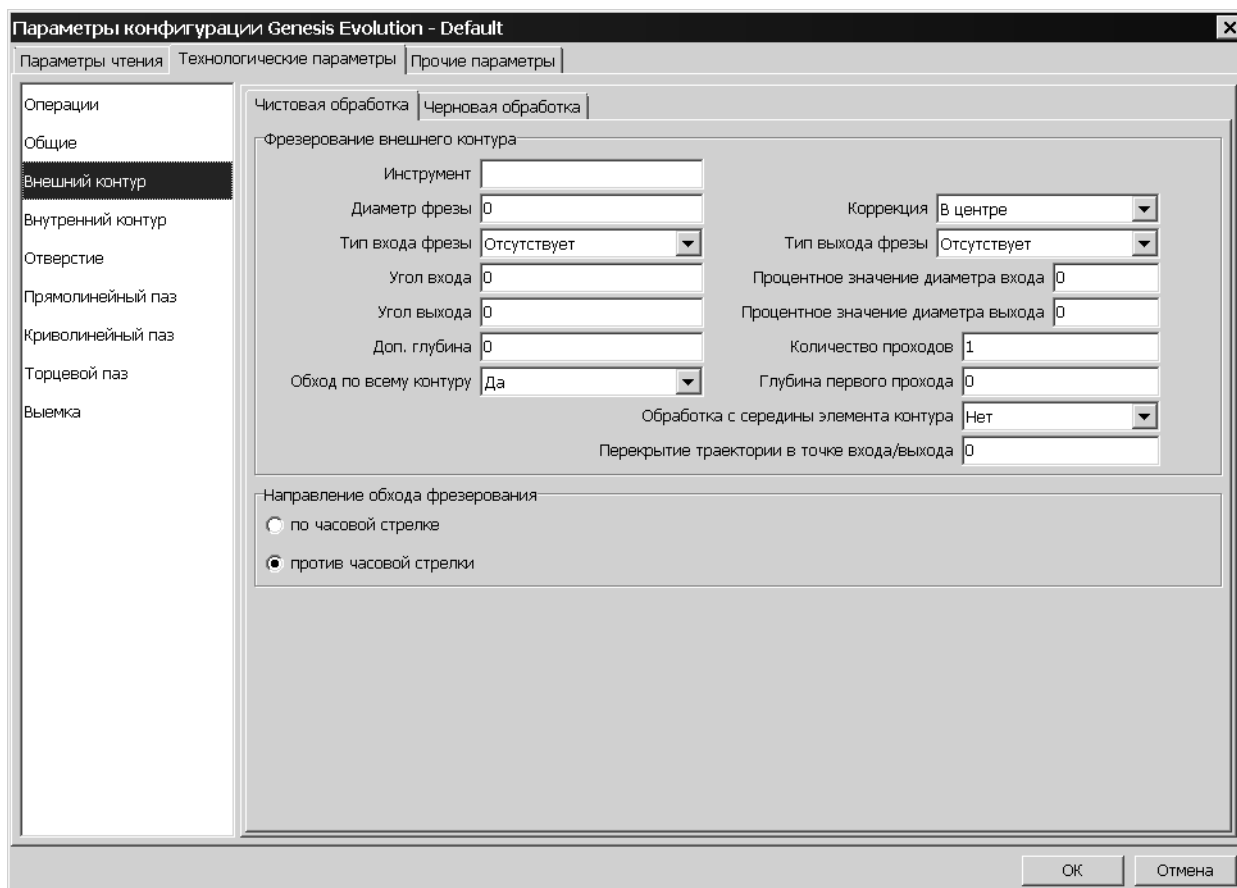 Параметры конфигурации Genesis Evolution - Default
Параметры чтения Технологические параметры Прочие параметры
Операции
Общие
Внешний контур
Внутренний контур
Отверстие
Прямолинейный паз
Криволинейный паз
Торцевой паз
Выемка
Чистовая обработка Черновая обработка
Фрезерование внешнего контура
Инструмент
Диаметр фрезы 0 Коррекция В центре
Тип входа фрезы Отсутствует Тип выхода фрезы Отсутствует
Угол входа 0 Процентное значение диаметра входа 0
Угол выхода 0 Процентное значение диаметра выхода 0
Доп. глубина 0 Количество проходов 1
Обход по всему контуру Да Глубина первого прохода 0
Обработка с середины элемента контура Нет
Перекрытие траектории в точке входа/выхода 0
Направление обхода фрезерования
по часовой стрелке
против часовой стрелки
ОК Отмена